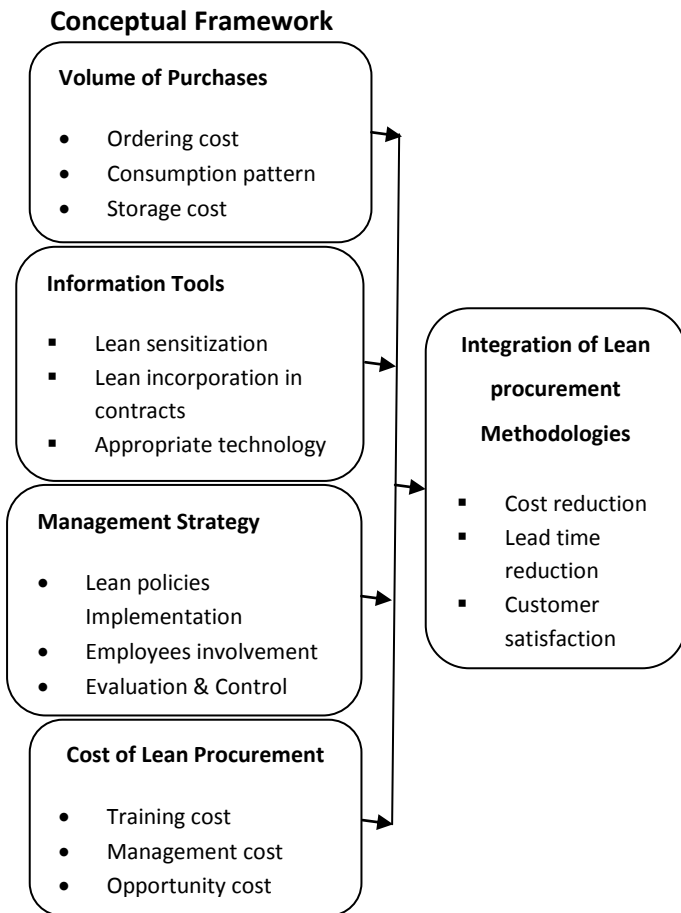 Conceptual Framework
Volume of Purchases
• Ordering cost
• Consumption pattern
• Storage cost
Information Tools
▪ Lean sensitization
▪ Lean incorporation in
contracts
▪ Appropriate technology
Management Strategy
• Lean policies
Implementation
• Employees involvement
• Evaluation & Control
Cost of Lean Procurement
• Training cost
• Management cost
• Opportunity cost
Integration of Lean
procurement
Methodologies
▪ Cost reduction
▪ Lead time
reduction
▪ Customer
satisfaction